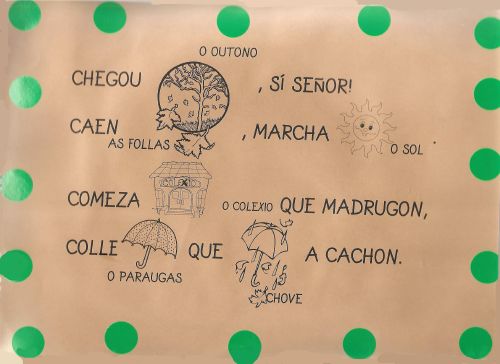 O OUTONO
CHEGOU , SÍ SEÑOR!
CAEN AS FOLLAS , MARCHA O SOL
COMEZA O COLEXIO QUE MADRUGON,
COLLE O PARAUGAS QUE CHOVE A CACHON.